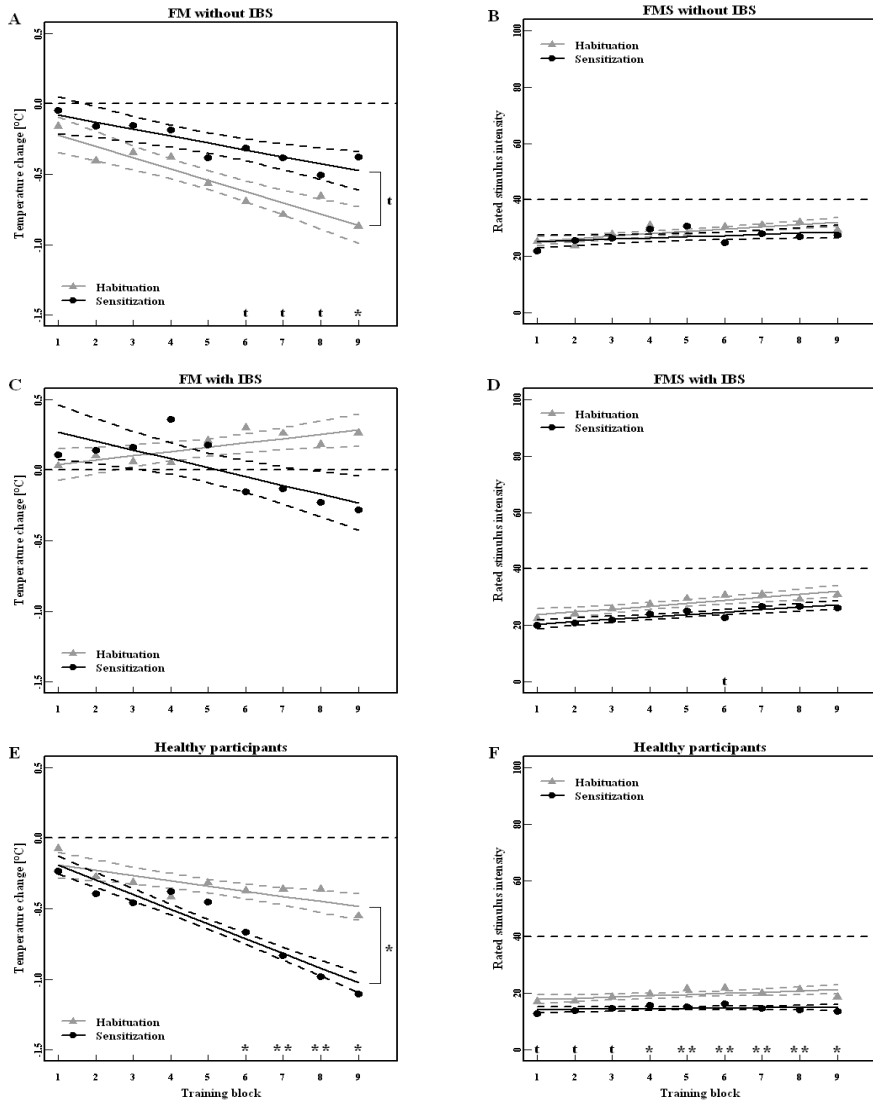 A
FM without IBS
Temperature change [°C]
0.5
0.0
-0.5
-1.0
-1.5
t
Habituation
Sensitization
t t t *
1 2 3 4 5 6 7 8 9
B
FMS without IBS
Rated stimulus intensity
100
80
60
40
20
0
Habituation
Sensitization
1 2 3 4 5 6 7 8 9
C
FM with IBS
Temperature change [°C]
0.5
0.0
-0.5
-1.0
-1.5
Habituation
Sensitization
1 2 3 4 5 6 7 8 9
D
FMS with IBS
Rated stimulus intensity
100
80
60
40
20
0
Habituation
Sensitization
t
1 2 3 4 5 6 7 8 9
E
Healthy participants
Temperature change [°C]
0.5
0.0
-0.5
-1.0
-1.5
*
Habituation
Sensitization
* ** ** *
1 2 3 4 5 6 7 8 9
Training block
F
Healthy participants
Rated stimulus intensity
100
80
60
40
20
0
Habituation
Sensitization
t t t * ** ** ** ** *
1 2 3 4 5 6 7 8 9
Training block